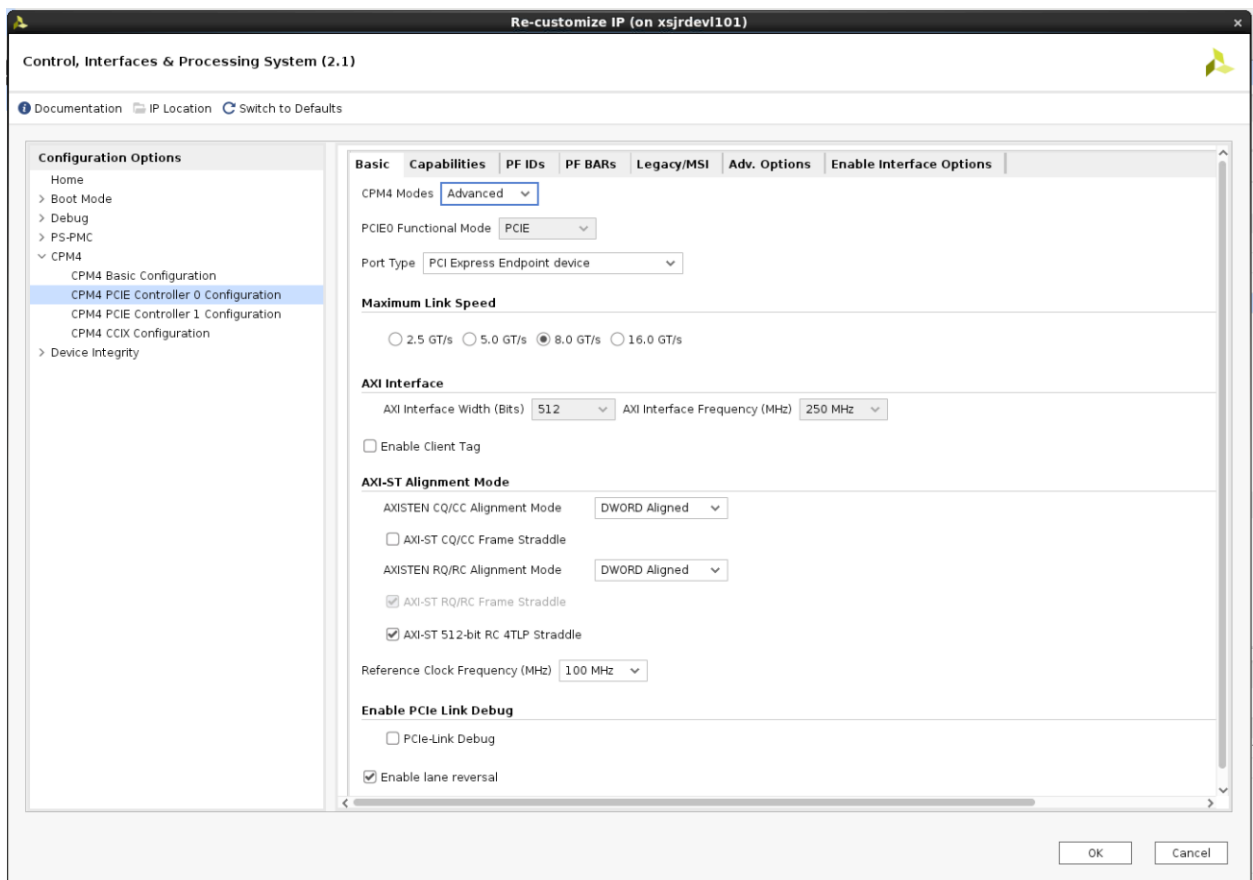 Re-customize IP (on xsjrdevl101)
Control, Interfaces & Processing System (2.1)
Documentation IP Location Switch to Defaults
Configuration Options
Home
Boot Mode
Debug
PS-PMC
CPM4
CPM4 Basic Configuration
CPM4 PCIE Controller 0 Configuration
CPM4 PCIE Controller 1 Configuration
CPM4 CCIX Configuration
Device Integrity
Basic Capabilities PF IDs PF BARs Legacy/MSI Adv. Options Enable Interface Options
CPM4 Modes Advanced
PCIE0 Functional Mode PCIE
Port Type PCI Express Endpoint device
Maximum Link Speed
2.5 GT/s 5.0 GT/s 8.0 GT/s 16.0 GT/s
AXI Interface
AXI Interface Width (Bits) 512 AXI Interface Frequency (MHz) 250 MHz
Enable Client Tag
AXI-ST Alignment Mode
AXISTEN CQ/CC Alignment Mode DWORD Aligned
AXI-ST CQ/CC Frame Straddle
AXISTEN RQ/RC Alignment Mode DWORD Aligned
AXI-ST RQ/RC Frame Straddle
AXI-ST 512-bit RC 4TLP Straddle
Reference Clock Frequency (MHz) 100 MHz
Enable PCIe Link Debug
PCIe-Link Debug
Enable lane reversal
OK Cancel